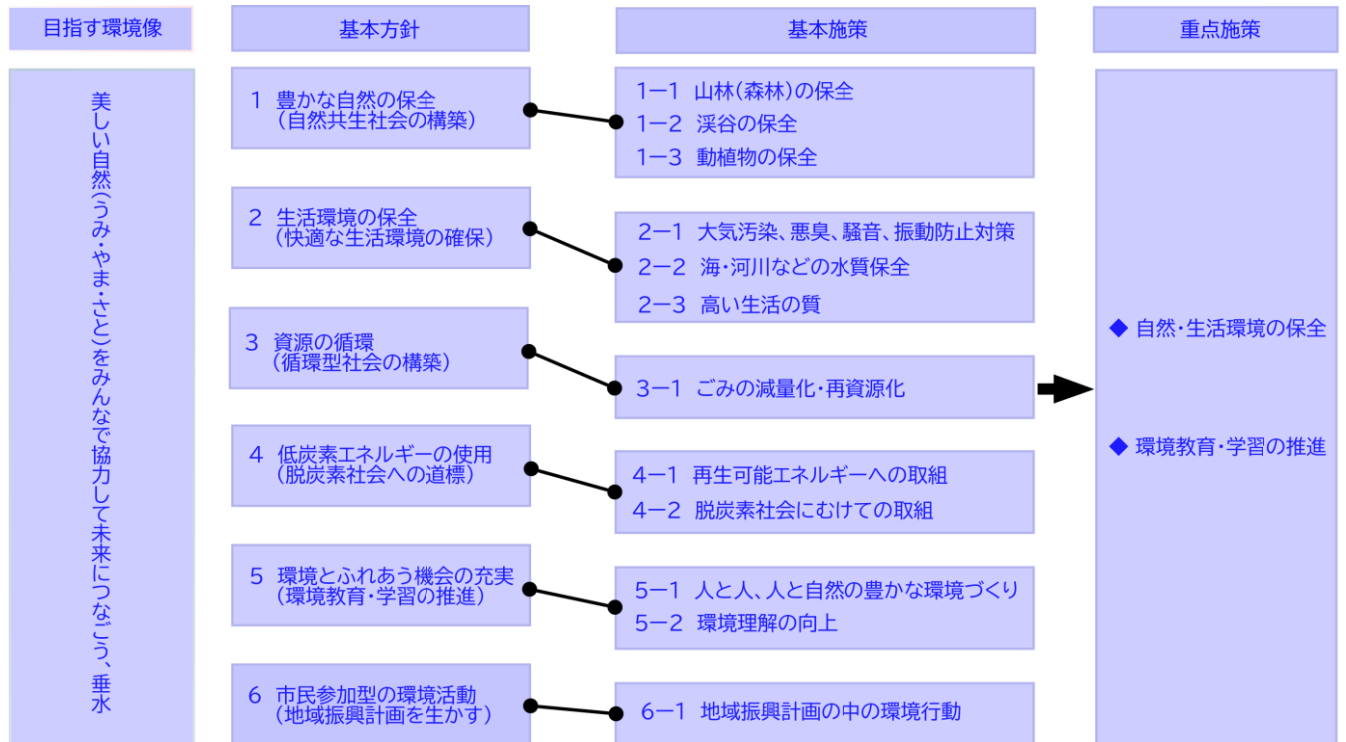 目指す環境像
基本方針
基本施策
重点施策
美しい自然(うみ・やま・さと)をみんなで協力して未来につなごう、垂水
1 豊かな自然の保全
(自然共生社会の構築)
1ー1 山林(森林)の保全
1ー2 渓谷の保全
1ー3 動植物の保全
2 生活環境の保全
(快適な生活環境の確保)
2ー1 大気汚染、悪臭、騒音、振動防止対策
2ー2 海・河川などの水質保全
2ー3 高い生活の質
3 資源の循環
(循環型社会の構築)
3ー1 ごみの減量化・再資源化
4 低炭素エネルギーの使用
(脱炭素社会への道標)
4ー1 再生可能エネルギーへの取組
4ー2 脱炭素社会にむけての取組
5 環境とふれあう機会の充実
(環境教育・学習の推進)
5ー1 人と人、人と自然の豊かな環境づくり
5ー2 環境理解の向上
6 市民参加型の環境活動
(地域振興計画を生かす)
6ー1 地域振興計画の中の環境行動
◆ 自然・生活環境の保全
◆ 環境教育・学習の推進